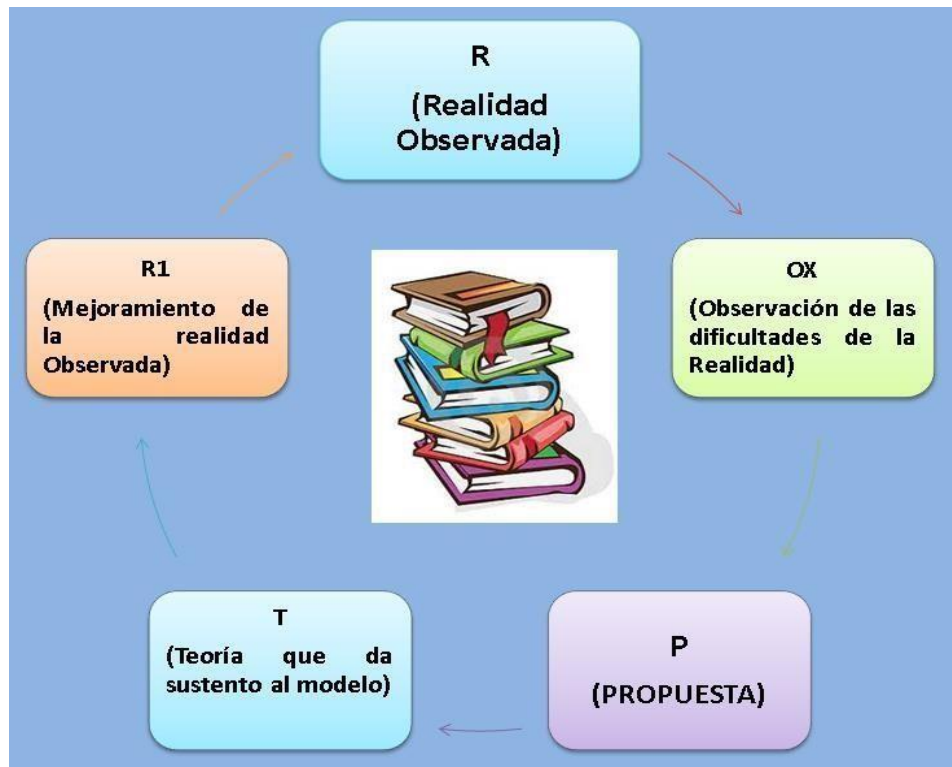 R
(Realidad
Observada)
OX
(Observación de las
dificultades de la
Realidad)
P
(PROPUESTA)
T
(Teoría que da
sustento al modelo)
R1
(Mejoramiento de
la realidad
Observada)